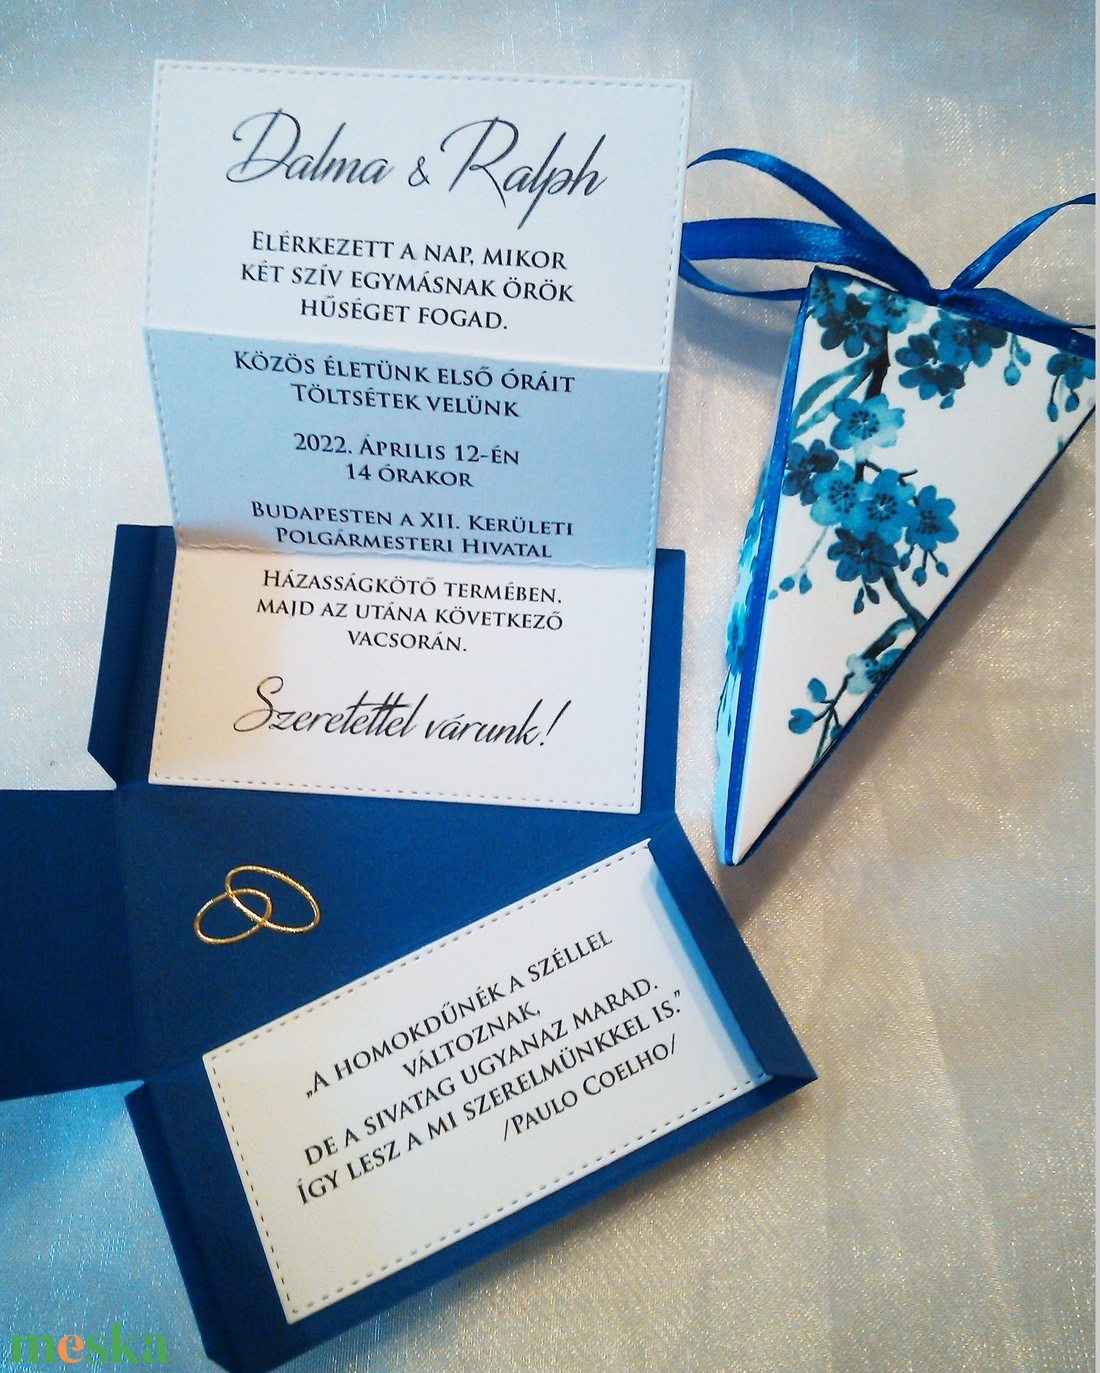 Dalma & Ralph
Elérkezett a nap, mikor
két szív egymásnak örök
hűséget fogad.
Közös életünk első óráit
Töltsétek velünk
2022. Április 12-én
14 órakor
Budapesten a XII. Kerületi
Polgármesteri Hivatal
Házasságkötő termében,
majd az utána következő
vacsorán.
Szeretettel várunk!
„A homokdűnék a széllel
változnak,
de a sivatag ugyanaz marad.
Így lesz a mi szerelmünkkel is.”
/Paulo Coelho/
meska